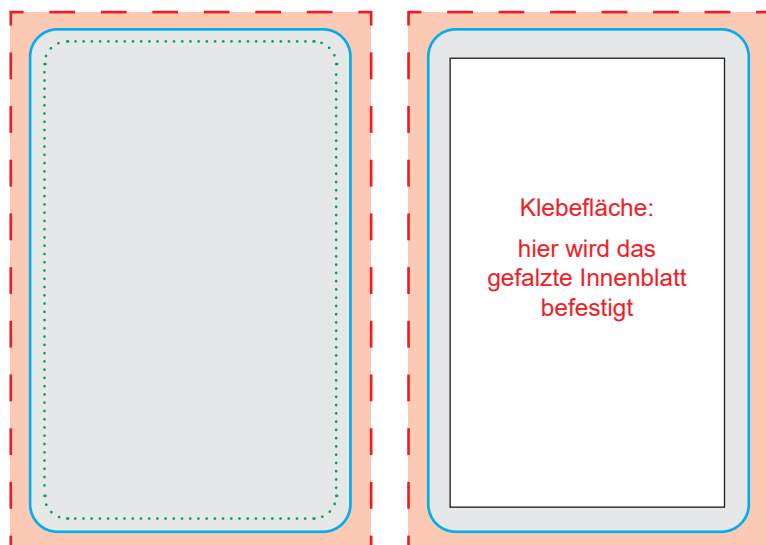 Klebefläche:
hier wird das
gefalzte Innenblatt
befestigt